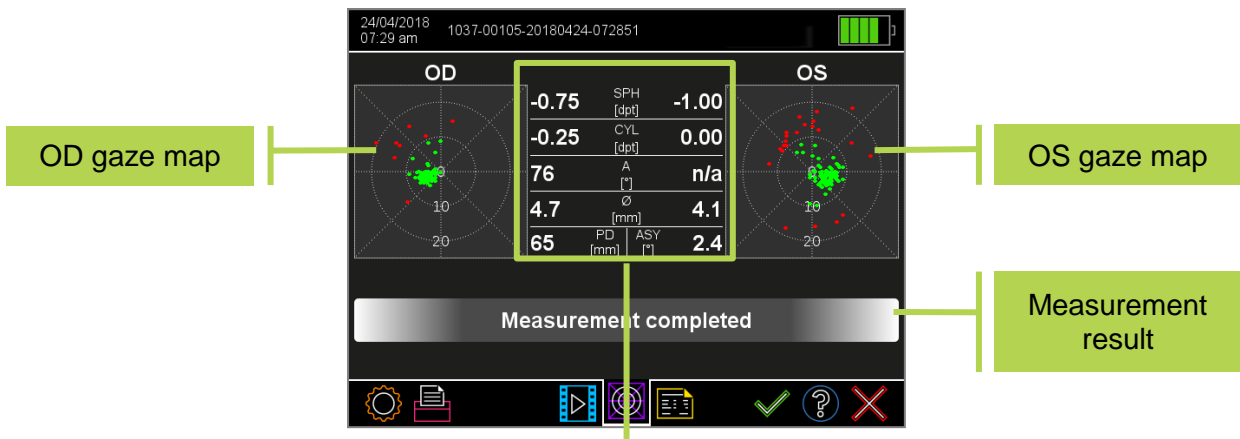 24/04/2018
07:29 am
1037-00105-20180424-072851
OD
OS
-0.75 SPH [dpt] -1.00
-0.25 CYL [dpt] 0.00
76 A [°] n/a
4.7 Ø [mm] 4.1
65 PD [mm] ASY [°] 2.4
0
10
20
0
10
20
OD gaze map
OS gaze map
Measurement completed
Measurement
result